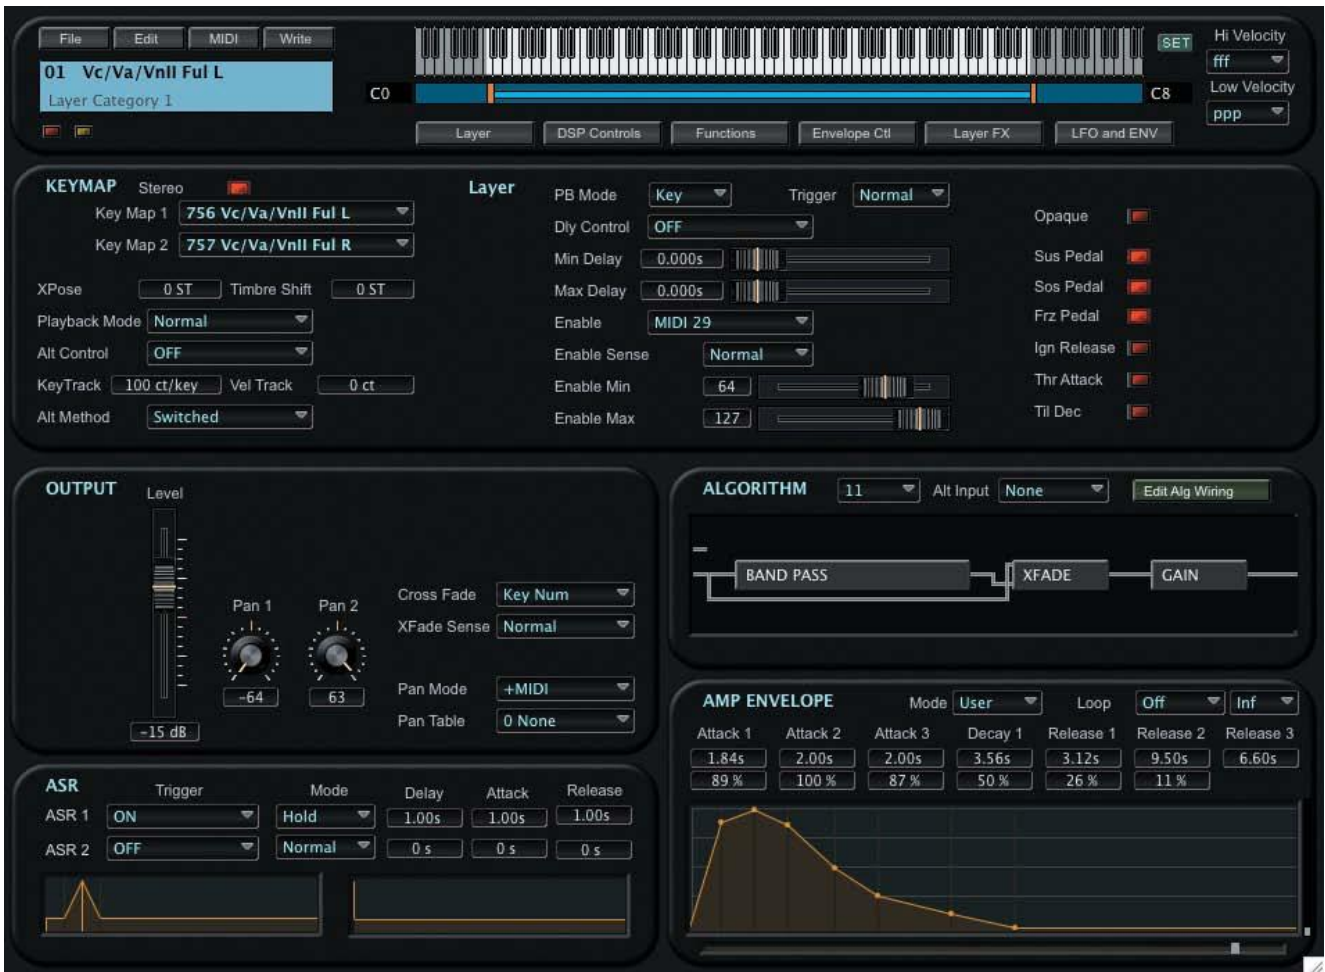 File Edit MIDI Write
SET Hi Velocity
fff
01 Vc/Va/VnII Ful L
Layer Category 1
C0 C8
Low Velocity
ppp
Layer DSP Controls Functions Envelope Ctl Layer FX LFO and ENV
KEYMAP Stereo
Key Map 1 756 Vc/Va/VnII Ful L
Key Map 2 757 Vc/Va/VnII Ful R
XPose 0 ST Timbre Shift 0 ST
Playback Mode Normal
Alt Control OFF
KeyTrack 100 ct/key Vel Track 0 ct
Alt Method Switched
Layer PB Mode Key Trigger Normal
Dly Control OFF
Min Delay 0.000s
Max Delay 0.000s
Enable MIDI 29
Enable Sense Normal
Enable Min 64
Enable Max 127
Opaque
Sus Pedal
Sos Pedal
Frz Pedal
Ign Release
Thr Attack
Til Dec
OUTPUT Level
-15 dB
Pan 1 Pan 2
-64 63
Cross Fade Key Num
XFade Sense Normal
Pan Mode +MIDI
Pan Table 0 None
ALGORITHM 11 Alt Input None Edit Alg Wiring
BAND PASS XFADE GAIN
ASR Trigger Mode Delay Attack Release
ASR 1 ON Hold 1.00s 1.00s 1.00s
ASR 2 OFF Normal 0 s 0 s 0 s
AMP ENVELOPE Mode User Loop Off Inf
Attack 1 Attack 2 Attack 3 Decay 1 Release 1 Release 2 Release 3
1.84s 2.00s 2.00s 3.56s 3.12s 9.50s 6.60s
89 % 100 % 87 % 50 % 26 % 11 %